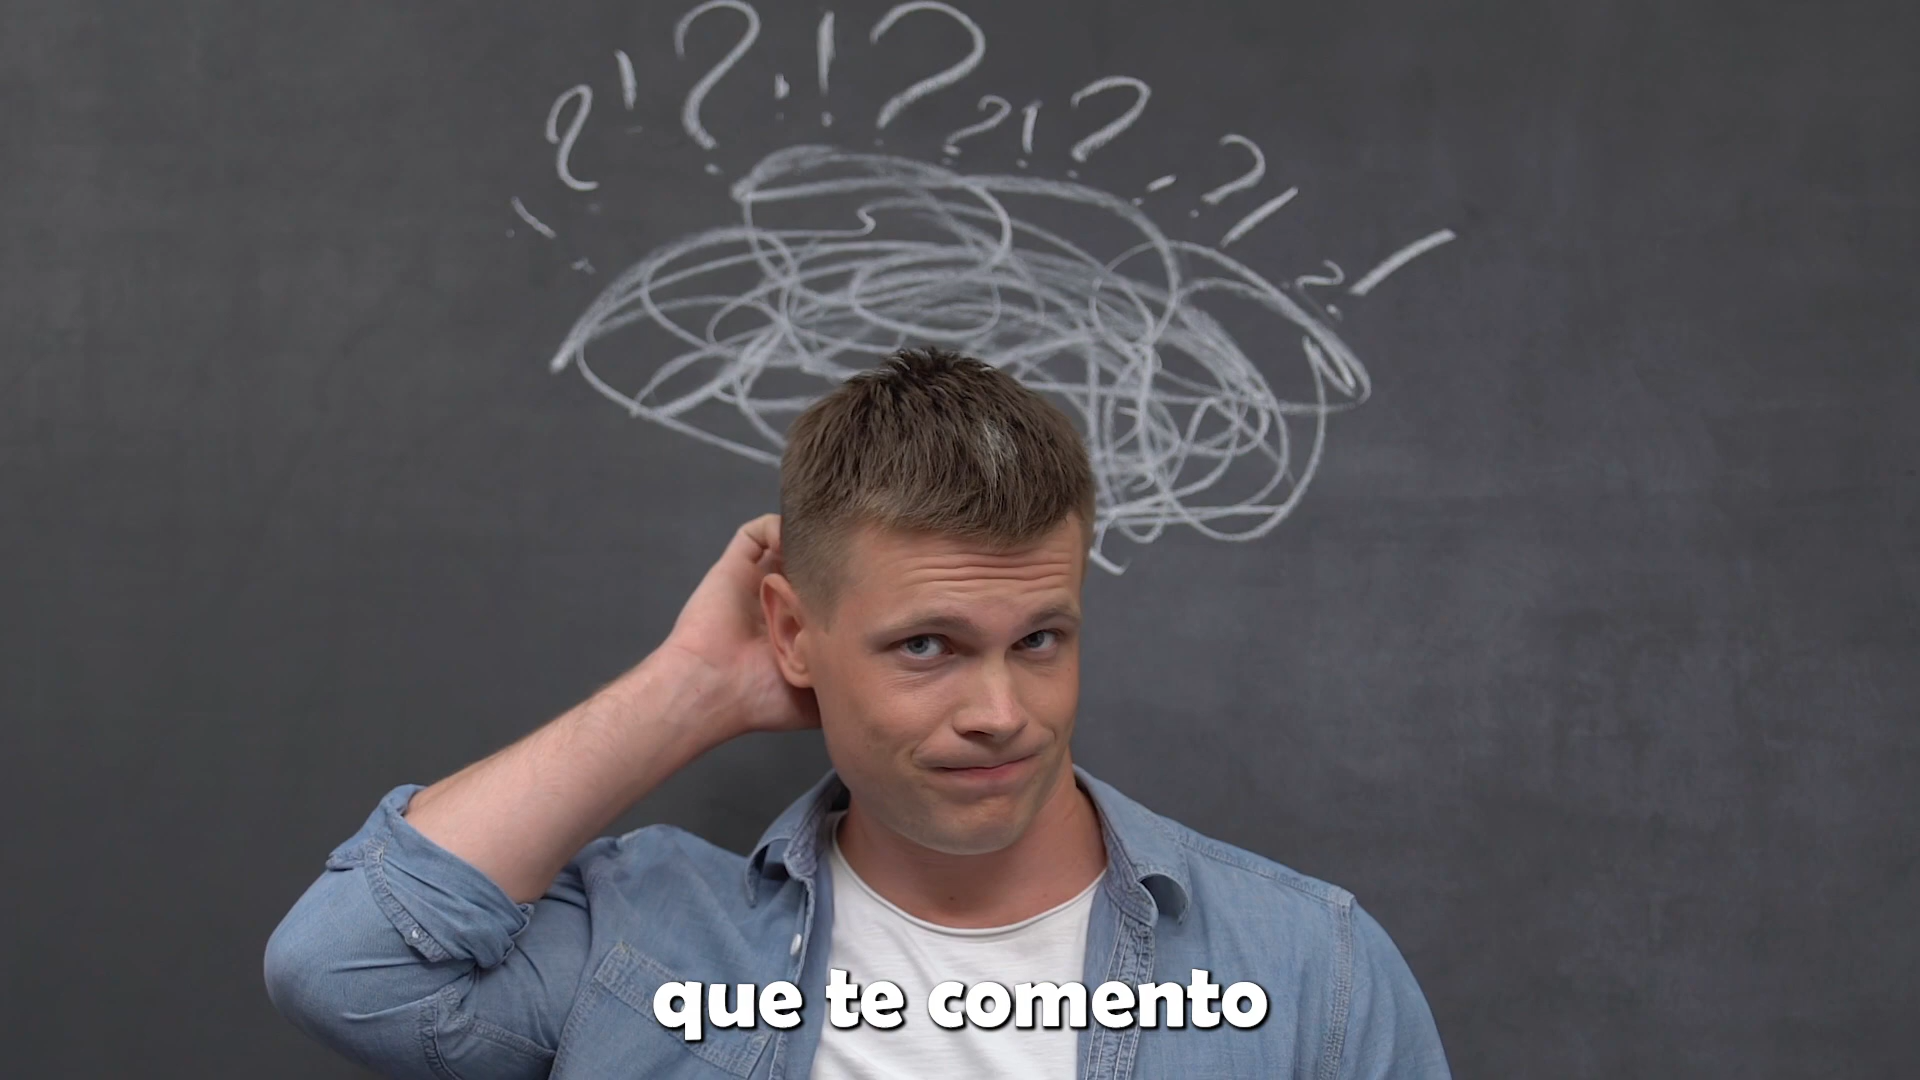 ? ! ? ! ! ? ? ! ? ! ? ! ? !
que te comento